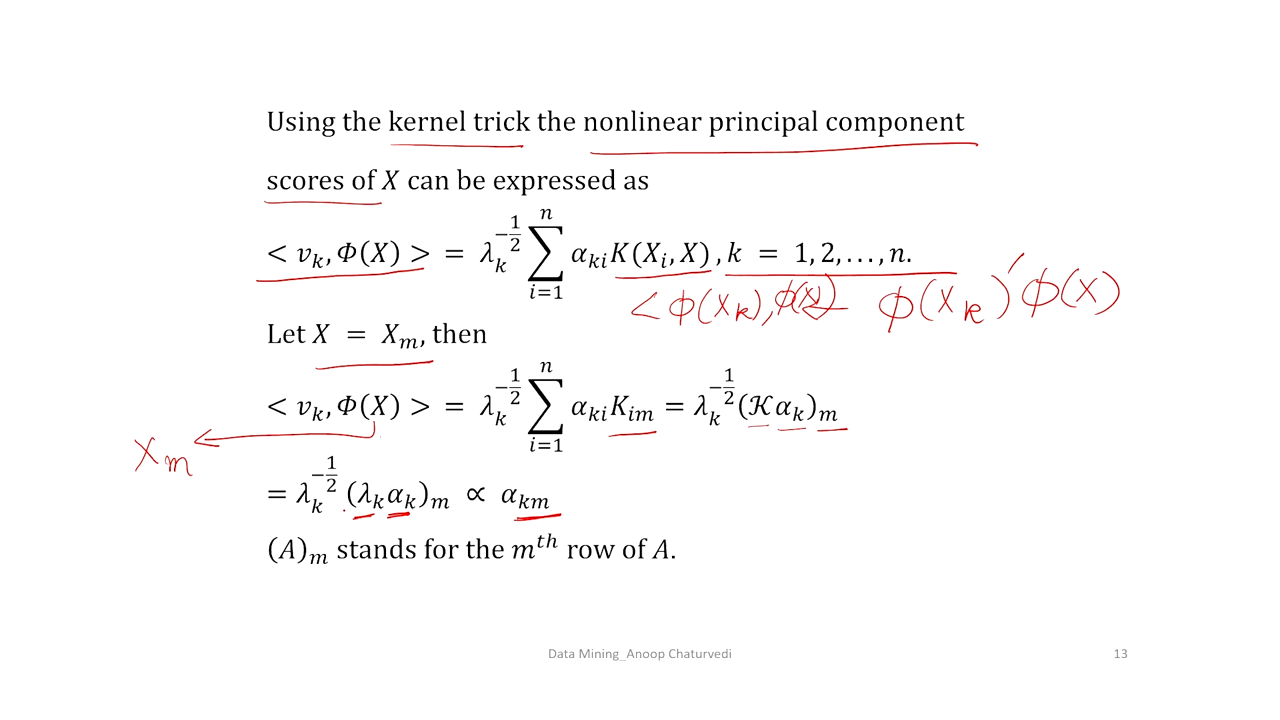 Using the kernel trick the nonlinear principal component
scores of X can be expressed as
< v_k, Φ(X) > = λ_k^{-1/2} ∑_{i=1}^{n} α_{ki} K(X_i, X) , k = 1, 2, . . . , n.
< ϕ(X_k), ϕ(X) > ϕ(X_k)′ ϕ(X)
Let X = X_m, then
< v_k, Φ(X) > = λ_k^{-1/2} ∑_{i=1}^{n} α_{ki} K_{im} = λ_k^{-1/2} (𝒦α_k)_m
X_m
= λ_k^{-1/2} (λ_k α_k)_m ∝ α_{km}
(A)_m stands for the m^{th} row of A.
Data Mining_Anoop Chaturvedi
13